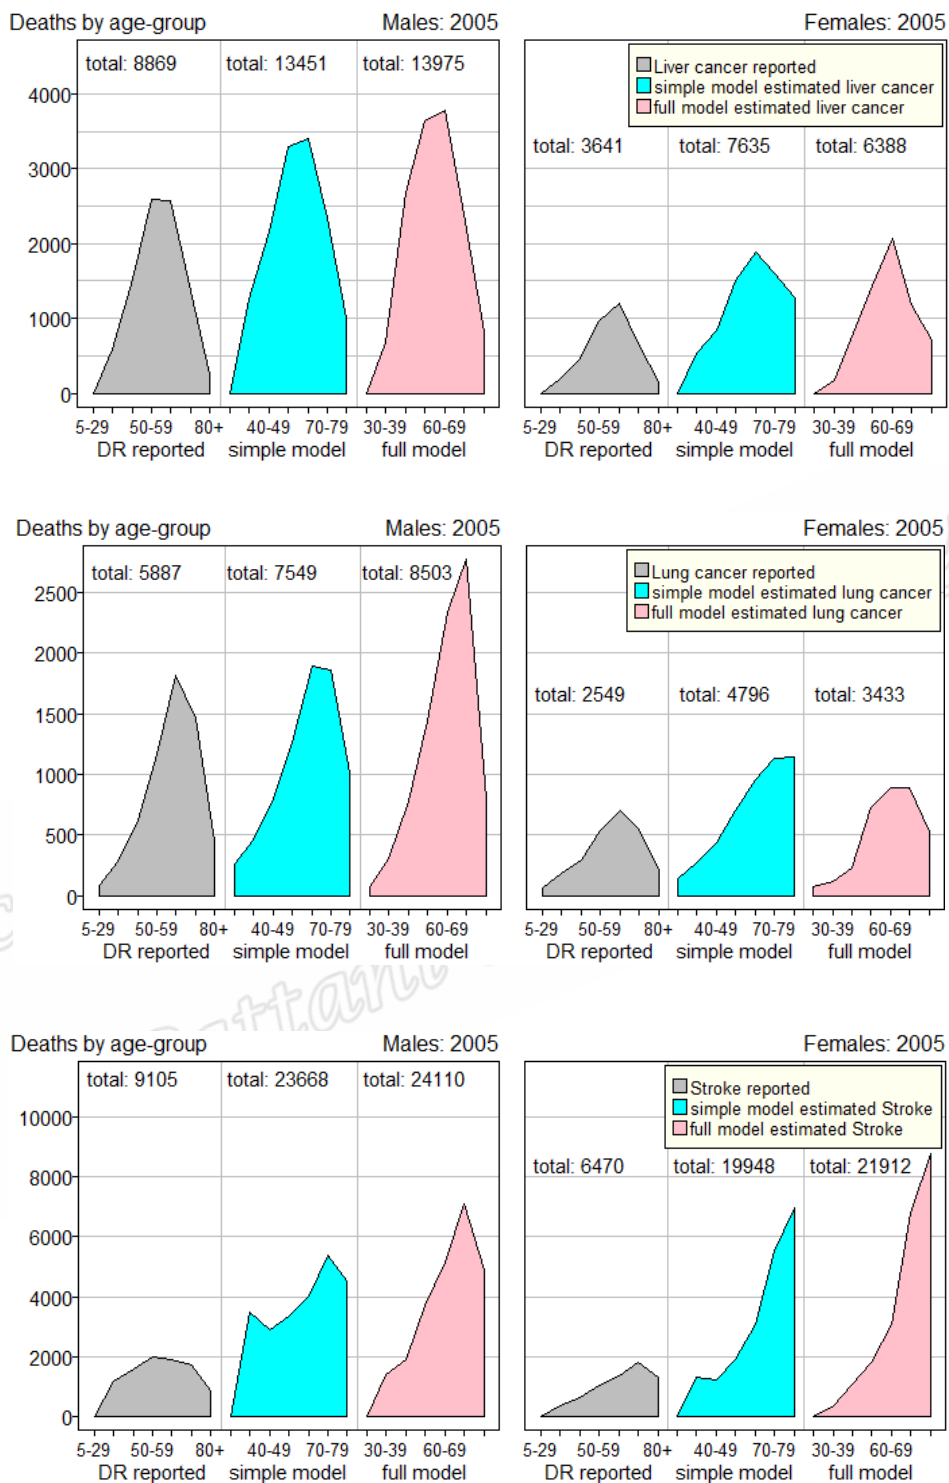 Deaths by age-group Males: 2005 Females: 2005
total: 8869 total: 13451 total: 13975
Liver cancer reported
simple model estimated liver cancer
full model estimated liver cancer
total: 3641 total: 7635 total: 6388
4000
3000
2000
1000
0
5-29 50-59 80+ 40-49 70-79 30-39 60-69 5-29 50-59 80+ 40-49 70-79 30-39 60-69
DR reported simple model full model DR reported simple model full model
Deaths by age-group Males: 2005 Females: 2005
total: 5887 total: 7549 total: 8503
Lung cancer reported
simple model estimated lung cancer
full model estimated lung cancer
total: 2549 total: 4796 total: 3433
2500
2000
1500
1000
500
0
5-29 50-59 80+ 40-49 70-79 30-39 60-69 5-29 50-59 80+ 40-49 70-79 30-39 60-69
DR reported simple model full model DR reported simple model full model
Pattani
Deaths by age-group Males: 2005 Females: 2005
total: 9105 total: 23668 total: 24110
Stroke reported
simple model estimated Stroke
full model estimated Stroke
total: 6470 total: 19948 total: 21912
10000
8000
6000
4000
2000
0
5-29 50-59 80+ 40-49 70-79 30-39 60-69 5-29 50-59 80+ 40-49 70-79 30-39 60-69
DR reported simple model full model DR reported simple model full model